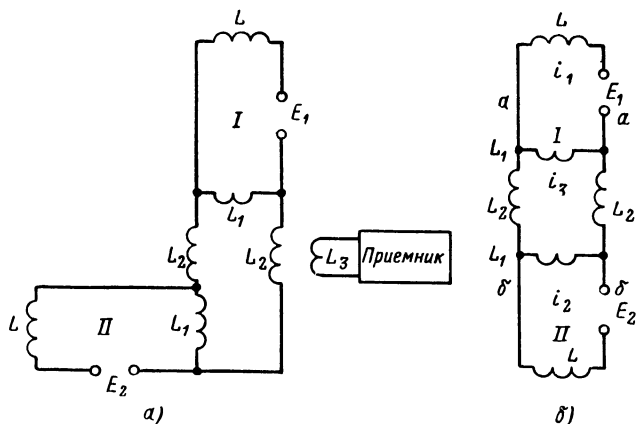 L
I
E₁
L₁
L₂
L₂
L₃
Приемник
L
II
L₁
E₂
а)
L
i₁
E₁
а
а
I
L₁
i₃
L₂
L₂
L₁
б
б
i₂
E₂
II
L
б)